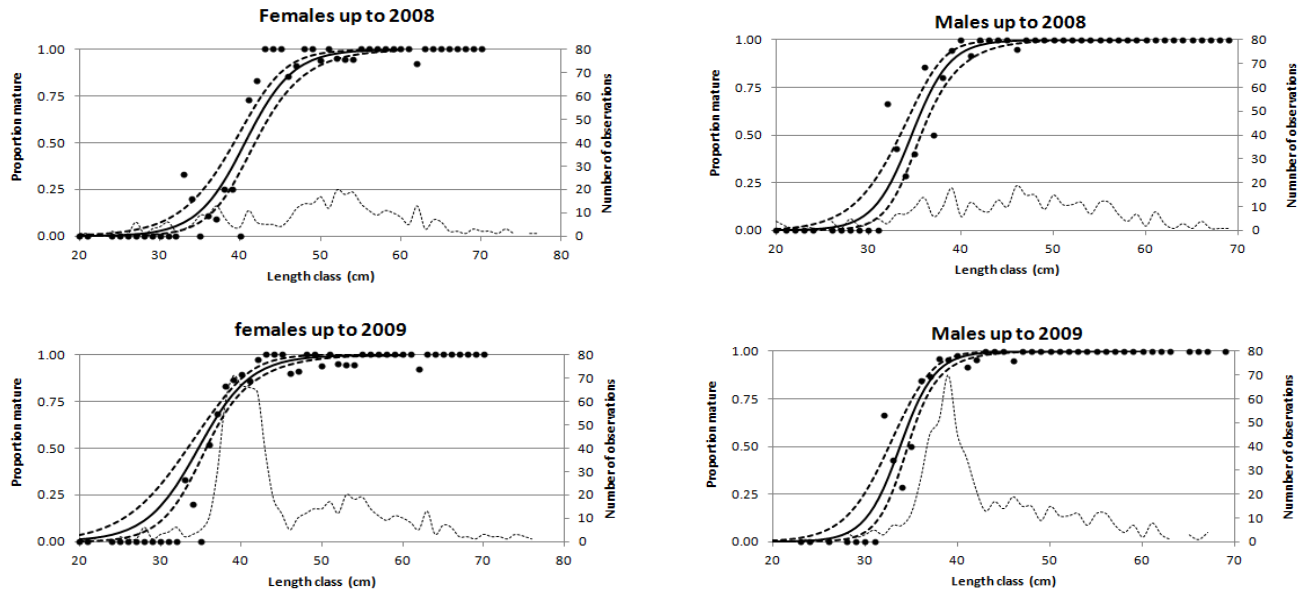 Females up to 2008
1.00
0.75
0.50
0.25
0.00
Proportion mature
80
70
60
50
40
30
20
10
0
Number of observations
20 30 40 50 60 70 80
Length class (cm)
Males up to 2008
1.00
0.75
0.50
0.25
0.00
Proportion mature
80
70
60
50
40
30
20
10
0
Numnber of observations
20 30 40 50 60 70
Length class (cm)
females up to 2009
1.00
0.75
0.50
0.25
0.00
Proportion mature
80
70
60
50
40
30
20
10
0
Number of observations
20 30 40 50 60 70 80
Length class (cm)
Males up to 2009
1.00
0.75
0.50
0.25
0.00
Proportion mature
80
70
60
50
40
30
20
10
0
Numnber of observations
20 30 40 50 60 70
Length class (cm)